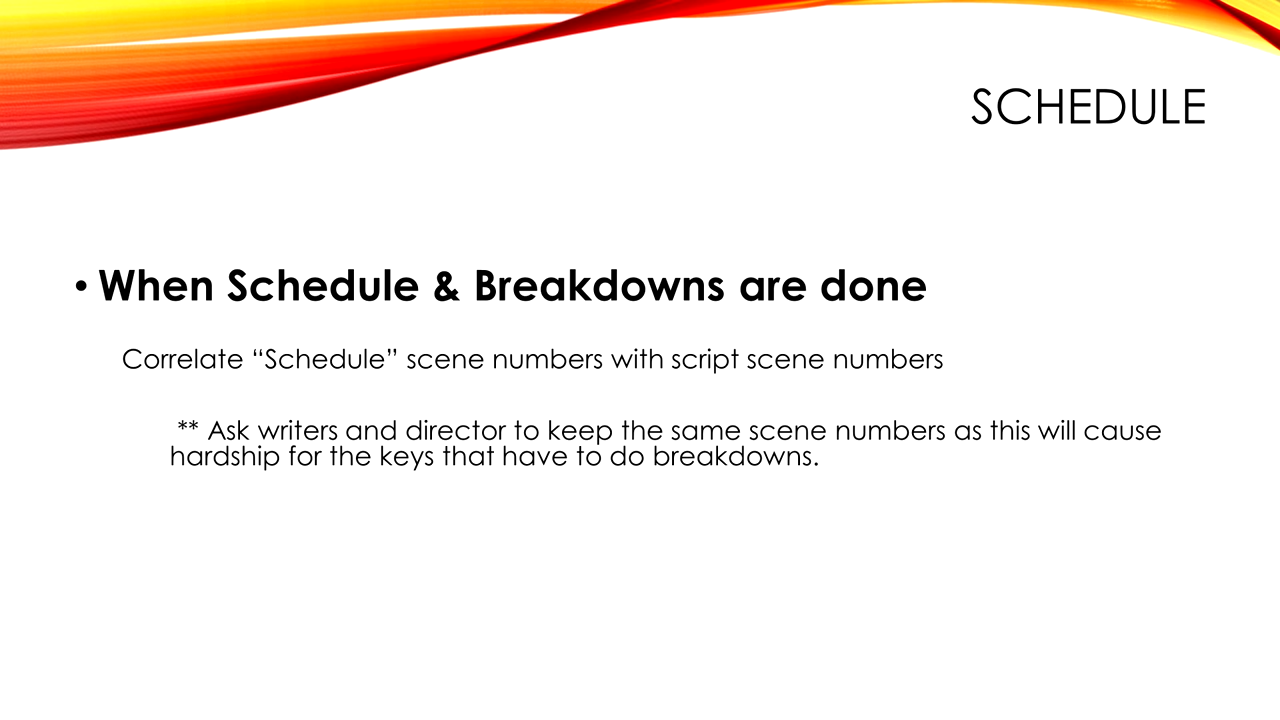 SCHEDULE
• When Schedule & Breakdowns are done
Correlate “Schedule” scene numbers with script scene numbers
** Ask writers and director to keep the same scene numbers as this will cause
hardship for the keys that have to do breakdowns.